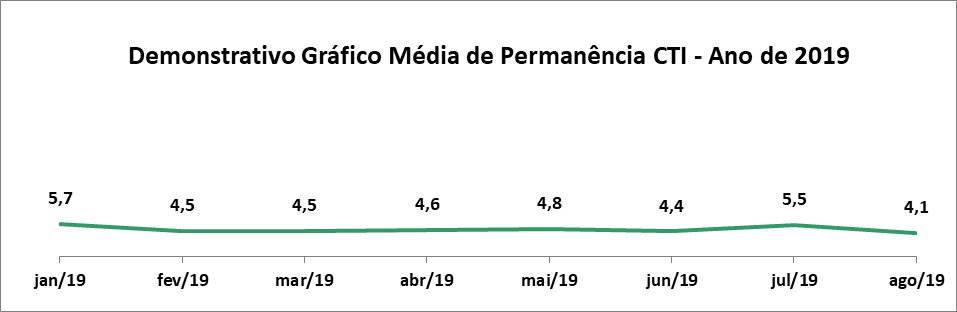 Demonstrativo Gráfico Média de Permanência CTI - Ano de 2019
5,7 4,5 4,5 4,6 4,8 4,4 5,5 4,1
jan/19 fev/19 mar/19 abr/19 mai/19 jun/19 jul/19 ago/19